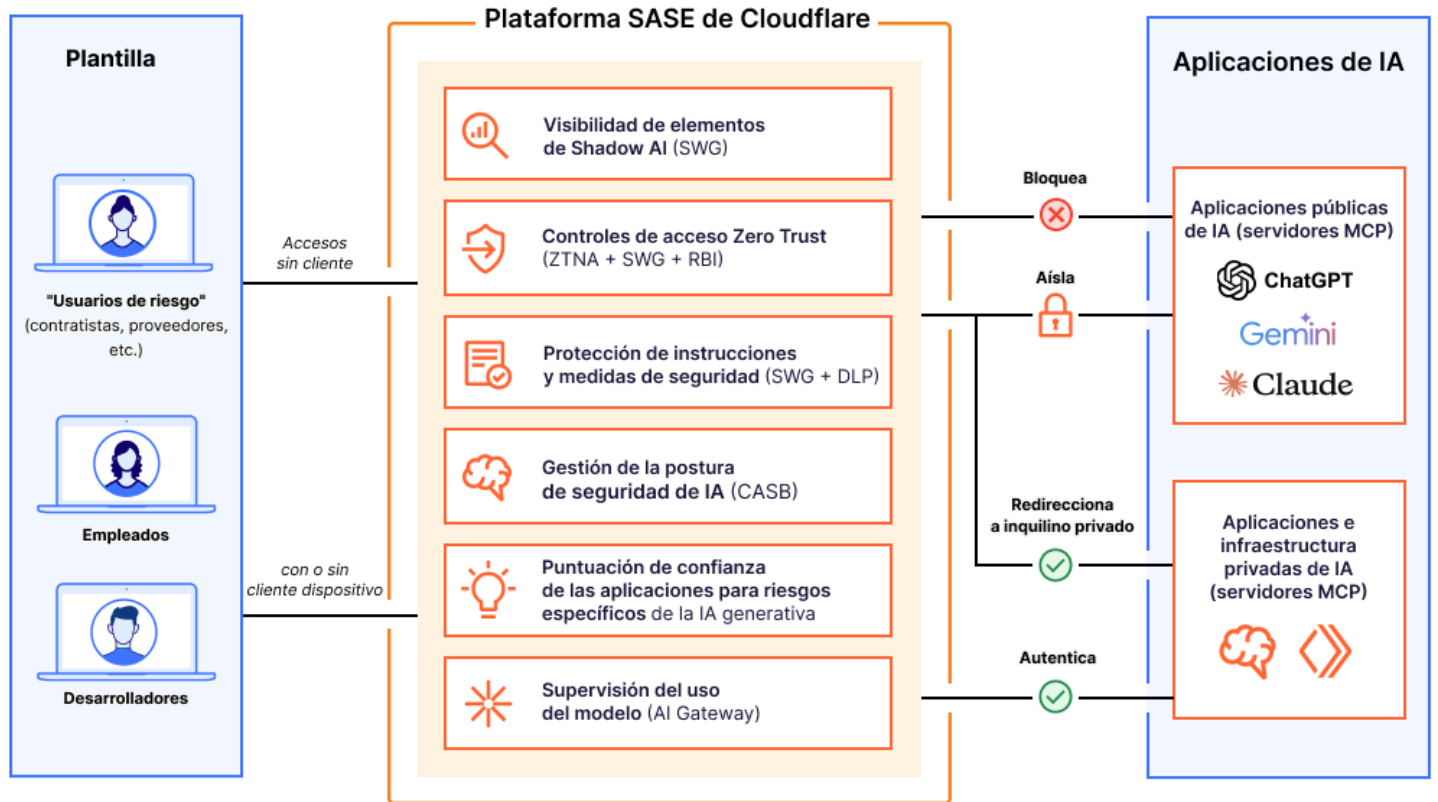 Plataforma SASE de Cloudflare
Plantilla
"Usuarios de riesgo"
(contratistas, proveedores,
etc.)
Empleados
Desarrolladores
Accesos
sin cliente
con o sin
cliente dispositivo
Visibilidad de elementos
de Shadow AI (SWG)
Controles de acceso Zero Trust
(ZTNA + SWG + RBI)
Protección de instrucciones
y medidas de seguridad (SWG + DLP)
Gestión de la postura
de seguridad de IA (CASB)
Puntuación de confianza
de las aplicaciones para riesgos
específicos de la IA generativa
Supervisión del uso
del modelo (AI Gateway)
Bloquea
Aísla
Redirecciona
a inquilino privado
Autentica
Aplicaciones de IA
Aplicaciones públicas
de IA (servidores MCP)
ChatGPT
Gemini
Claude
Aplicaciones e
infraestructura
privadas de IA
(servidores MCP)